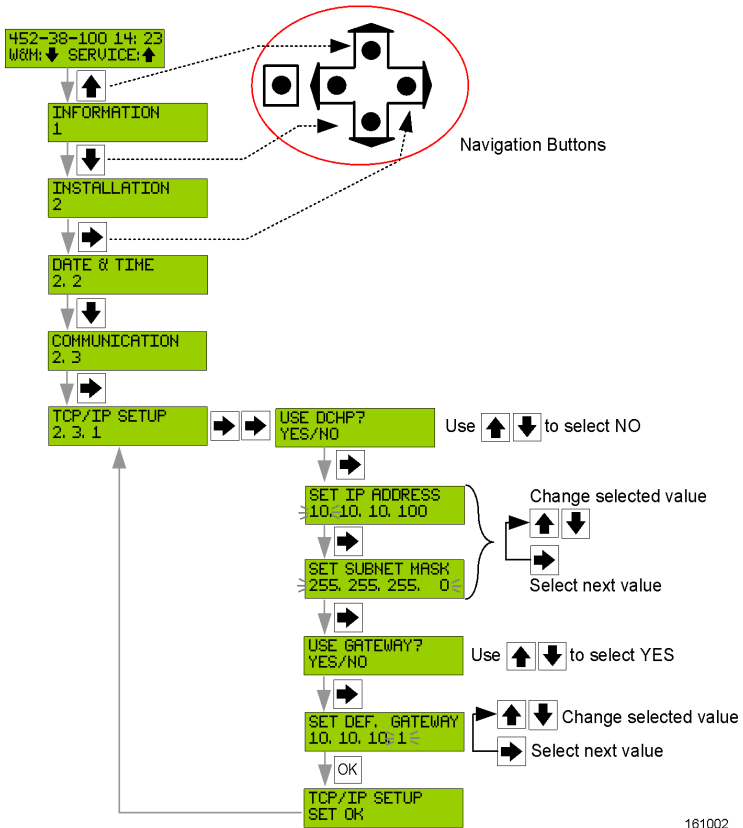 452-38-100 14: 23
W&M: SERVICE:
INFORMATION
1
Navigation Buttons
INSTALLATION
2
DATE & TIME
2. 2
COMMUNICATION
2. 3
TCP/IP SETUP
2. 3. 1
USE DCHP?
YES/NO
Use to select NO
SET IP ADDRESS
10. 10. 10. 100
Change selected value
SET SUBNET MASK
255. 255. 255. 0
Select next value
USE GATEWAY?
YES/NO
Use to select YES
SET DEF. GATEWAY
10. 10. 10. 1
Change selected value
Select next value
OK
TCP/IP SETUP
SET OK
161002